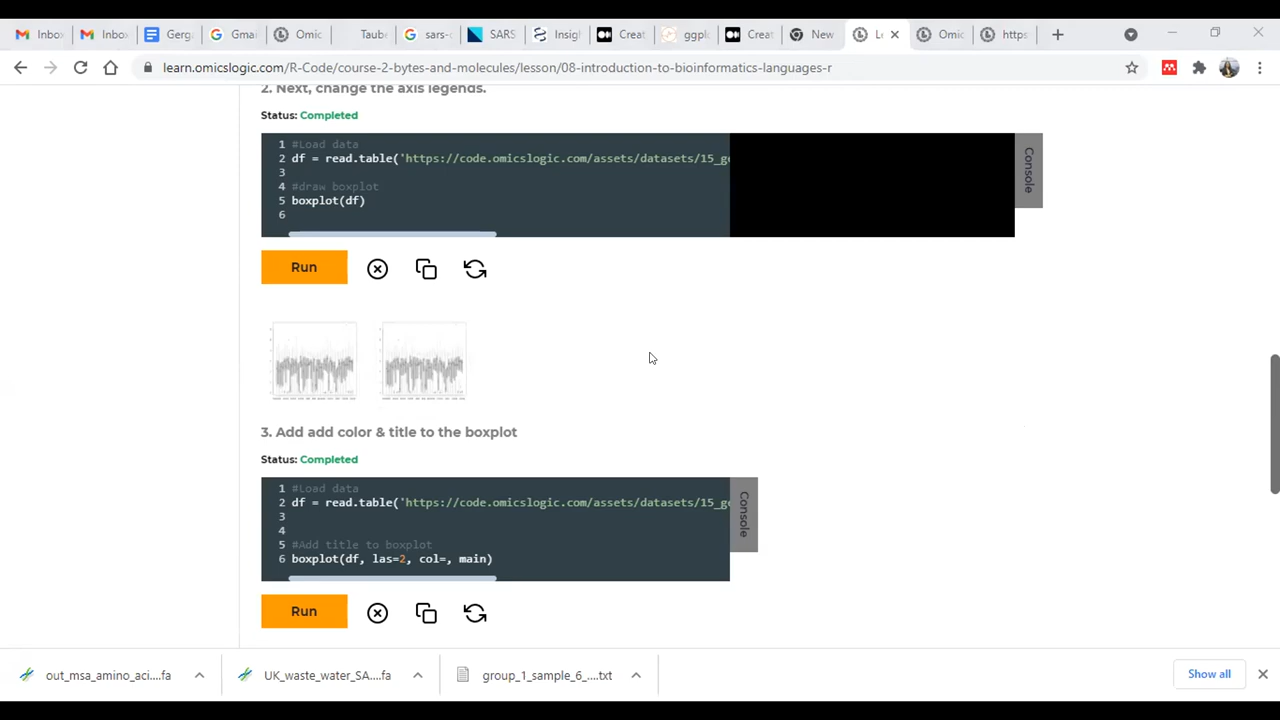 Inbo
Inbo
Gerg
Gma
Omic
Taube
sars-
SARS
Insig
Creat
ggpl
Creat
New
Le
Omic
https
learn.omicslogic.com/R-Code/course-2-bytes-and-molecules/lesson/08-introduction-to-bioinformatics-languages-r
2. Next, change the axis legends.
Status: Completed
1 #Load data
2 df = read.table('https://code.omicslogic.com/assets/datasets/15_ge
3
4 #draw boxplot
5 boxplot(df)
6
Console
Run
3. Add add color & title to the boxplot
Status: Completed
1 #Load data
2 df = read.table('https://code.omicslogic.com/assets/datasets/15_ge
3
4
5 #Add title to boxplot
6 boxplot(df, las=2, col=, main)
Console
Run
out_msa_amino_aci....fa
UK_waste_water_SA....fa
group_1_sample_6_....txt
Show all